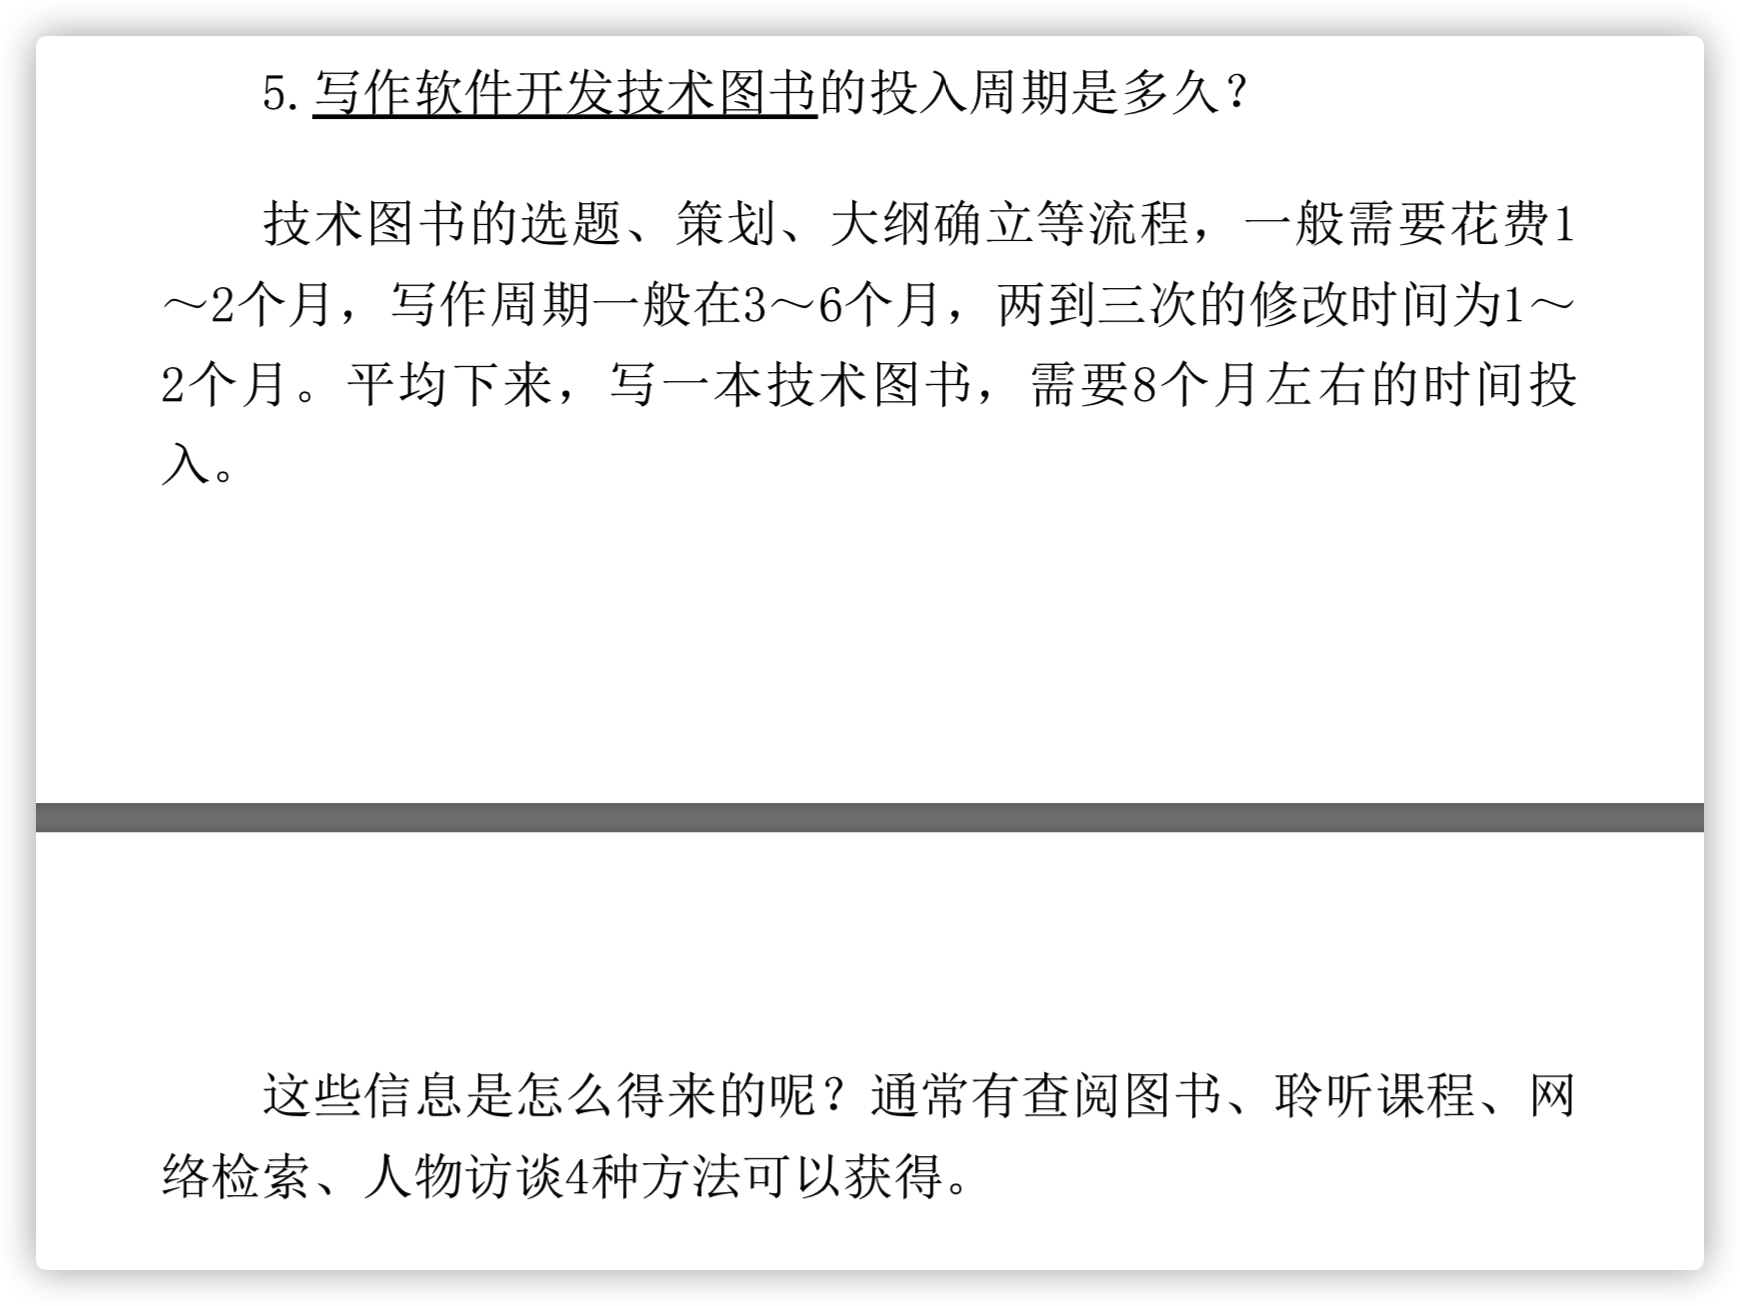 5. 写作软件开发技术图书的投入周期是多久？
技术图书的选题、策划、大纲确立等流程，一般需要花费1
～2个月，写作周期一般在3～6个月，两到三次的修改时间为1～
2个月。平均下来，写一本技术图书，需要8个月左右的时间投
入。
这些信息是怎么得来的呢？通常有查阅图书、聆听课程、网
络检索、人物访谈4种方法可以获得。